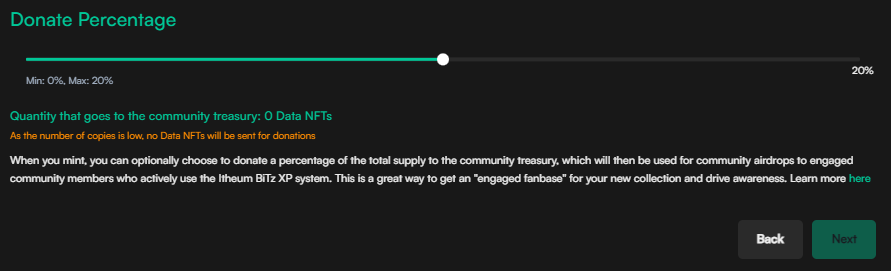 Donate Percentage
20%
Min: 0%, Max: 20%
Quantity that goes to the community treasury: 0 Data NFTs
As the number of copies is low, no Data NFTs will be sent for donations
When you mint, you can optionally choose to donate a percentage of the total supply to the community treasury, which will then be used for community airdrops to engaged
community members who actively use the Itheum BiTz XP system. This is a great way to get an "engaged fanbase" for your new collection and drive awareness. Learn more here
Back Next